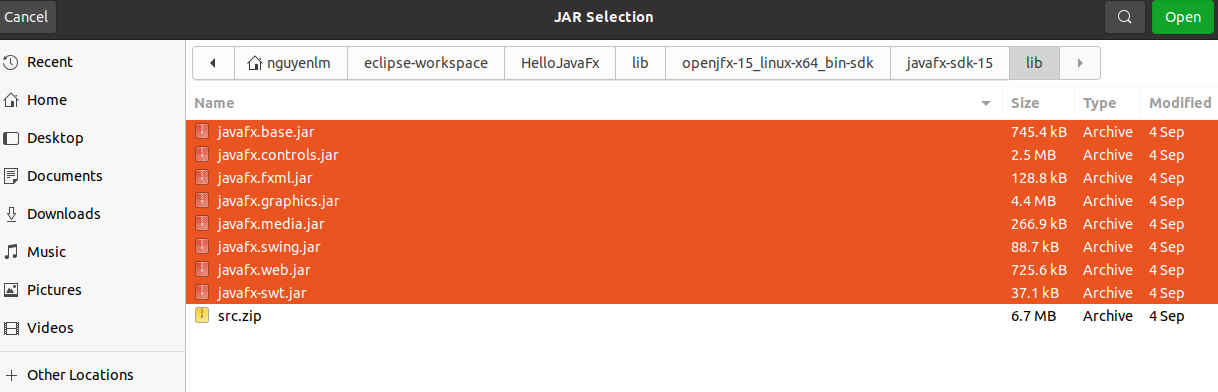 Cancel JAR Selection Open
Recent
Home
Desktop
Documents
Downloads
Music
Pictures
Videos
Other Locations
nguyenlm eclipse-workspace HelloJavaFx lib openjfx-15_linux-x64_bin-sdk javafx-sdk-15 lib
Name Size Type Modified
javafx.base.jar 745.4 kB Archive 4 Sep
javafx.controls.jar 2.5 MB Archive 4 Sep
javafx.fxml.jar 128.8 kB Archive 4 Sep
javafx.graphics.jar 4.4 MB Archive 4 Sep
javafx.media.jar 266.9 kB Archive 4 Sep
javafx.swing.jar 88.7 kB Archive 4 Sep
javafx.web.jar 725.6 kB Archive 4 Sep
javafx-swt.jar 37.1 kB Archive 4 Sep
src.zip 6.7 MB Archive 4 Sep